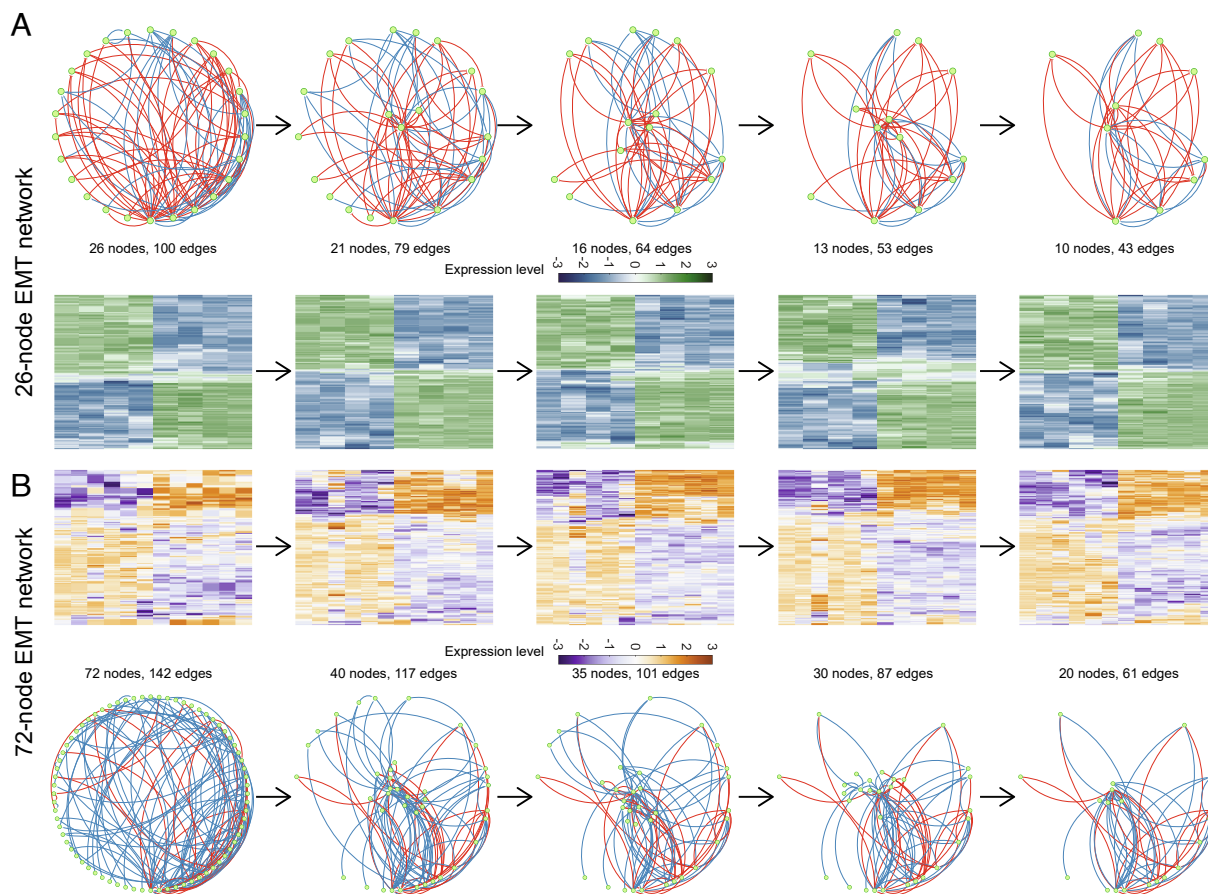 A
26-node EMT network
26 nodes, 100 edges
21 nodes, 79 edges
16 nodes, 64 edges
13 nodes, 53 edges
10 nodes, 43 edges
Expression level
-3 -2 -1 0 1 2 3
B
72-node EMT network
Expression level
-3 -2 -1 0 1 2 3
72 nodes, 142 edges
40 nodes, 117 edges
35 nodes, 101 edges
30 nodes, 87 edges
20 nodes, 61 edges